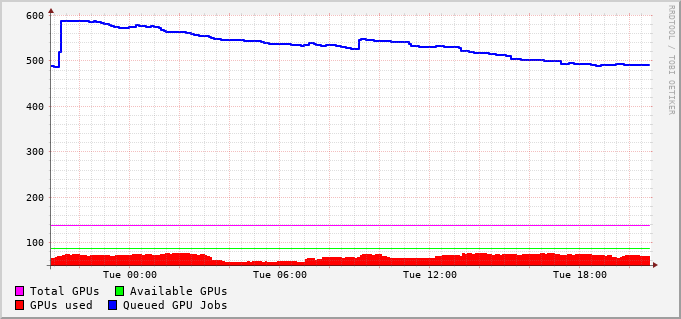 600
500
400
300
200
100
Tue 00:00 Tue 06:00 Tue 12:00 Tue 18:00
Total GPUs Available GPUs
GPUs used Queued GPU Jobs
RRDTOOL / TOBI OETIKER